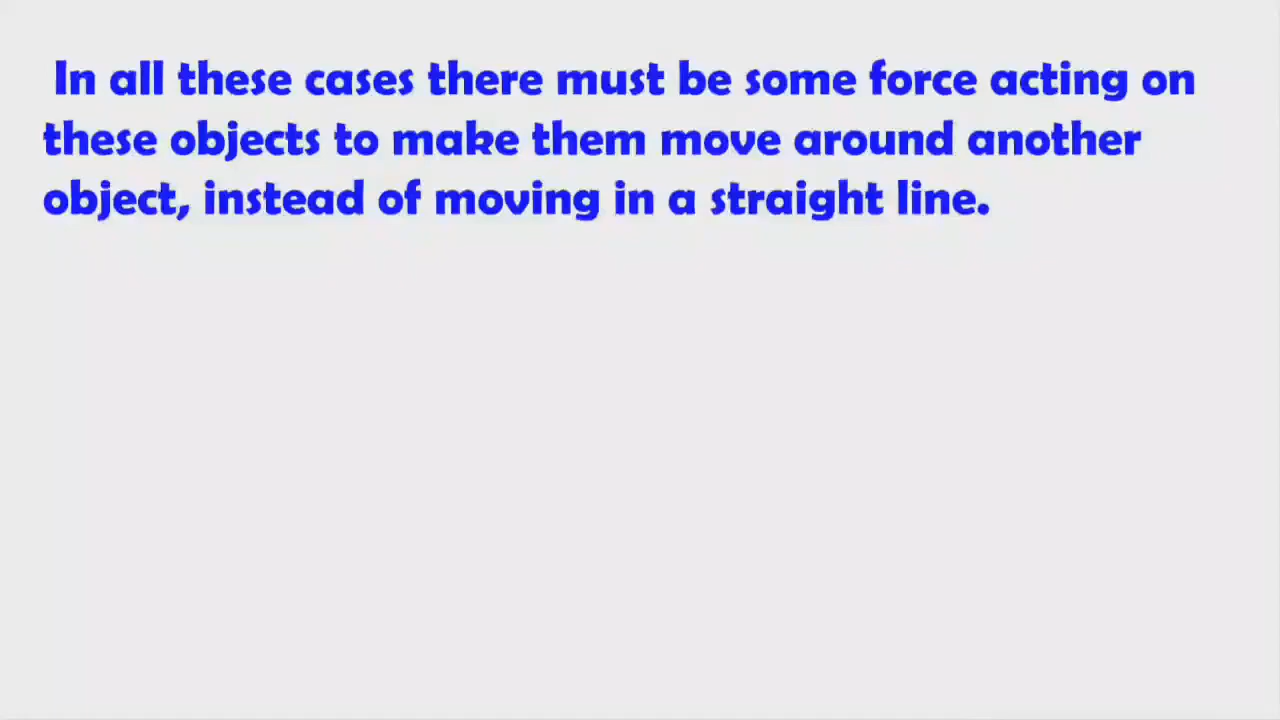 In all these cases there must be some force acting on
these objects to make them move around another
object, instead of moving in a straight line.